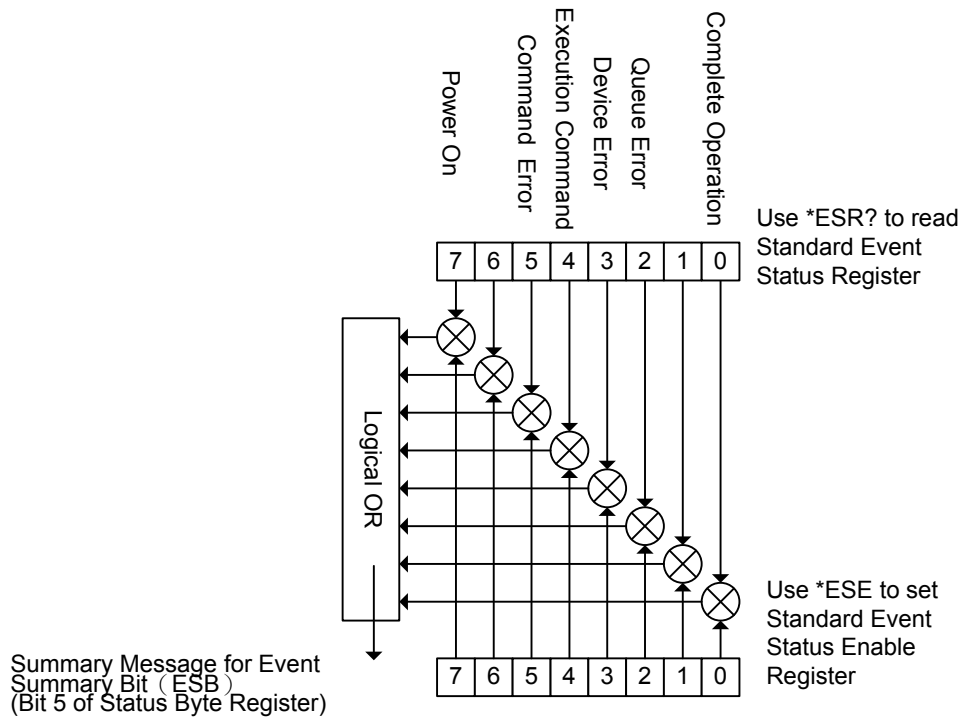 Power On
Command Error
Execution Command
Device Error
Queue Error
Complete Operation
Use *ESR? to read
Standard Event
Status Register
7 6 5 4 3 2 1 0
Logical OR
Use *ESE to set
Standard Event
Status Enable
Register
7 6 5 4 3 2 1 0
Summary Message for Event
Summary Bit（ESB）
(Bit 5 of Status Byte Register)